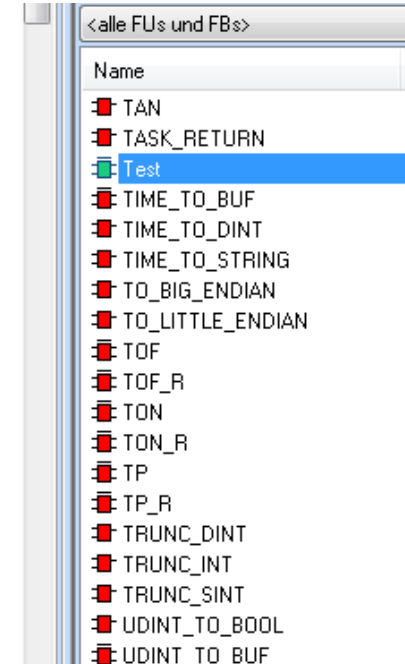 <alle FUs und FBs>
Name
TAN
TASK_RETURN
Test
TIME_TO_BUF
TIME_TO_DINT
TIME_TO_STRING
TO_BIG_ENDIAN
TO_LITTLE_ENDIAN
TOF
TOF_R
TON
TON_R
TP
TP_R
TRUNC_DINT
TRUNC_INT
TRUNC_SINT
UDINT_TO_BOOL
UDINT_TO_BUF